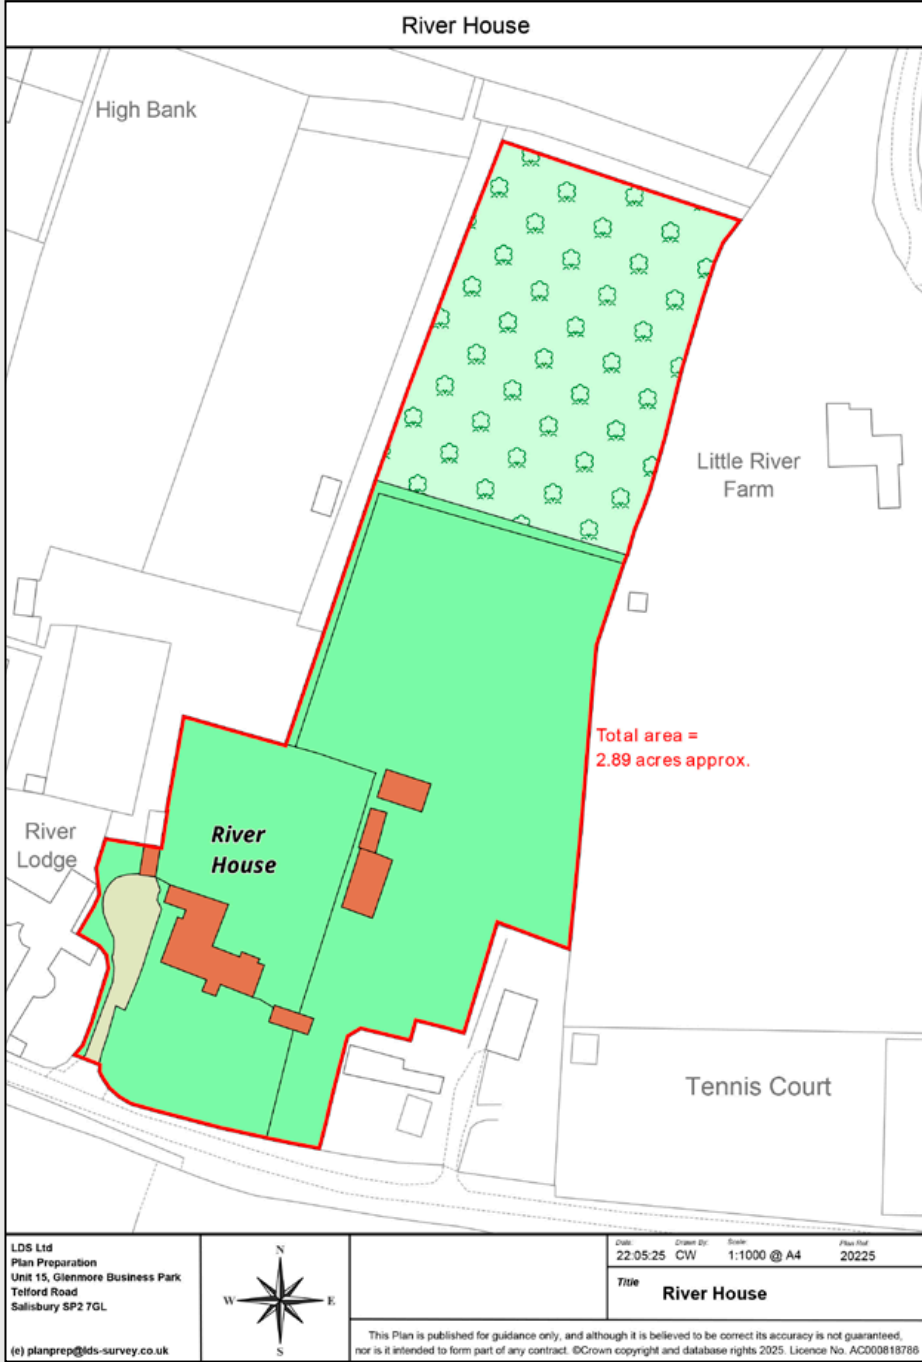 River House
High Bank
Little River
Farm
Total area =
2.89 acres approx.
River
House
River
Lodge
Tennis Court
LDS Ltd
Plan Preparation
Unit 15, Glenmore Business Park
Telford Road
Salisbury SP2 7GL
(e) planprep@lds-survey.co.uk
N
W E
S
Date: Drawn By: Scale: Plan Ref:
22:05:25 CW 1:1000 @ A4 20225
Title River House
This Plan is published for guidance only, and although it is believed to be correct its accuracy is not guaranteed,
nor is it intended to form part of any contract. ©Crown copyright and database rights 2025. Licence No. AC000818786